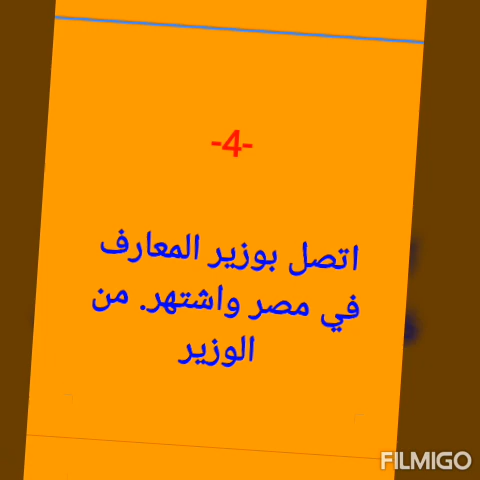 -4-
اتصل بوزير المعارف
في مصر واشتهر. من
الوزير
FILMIGO